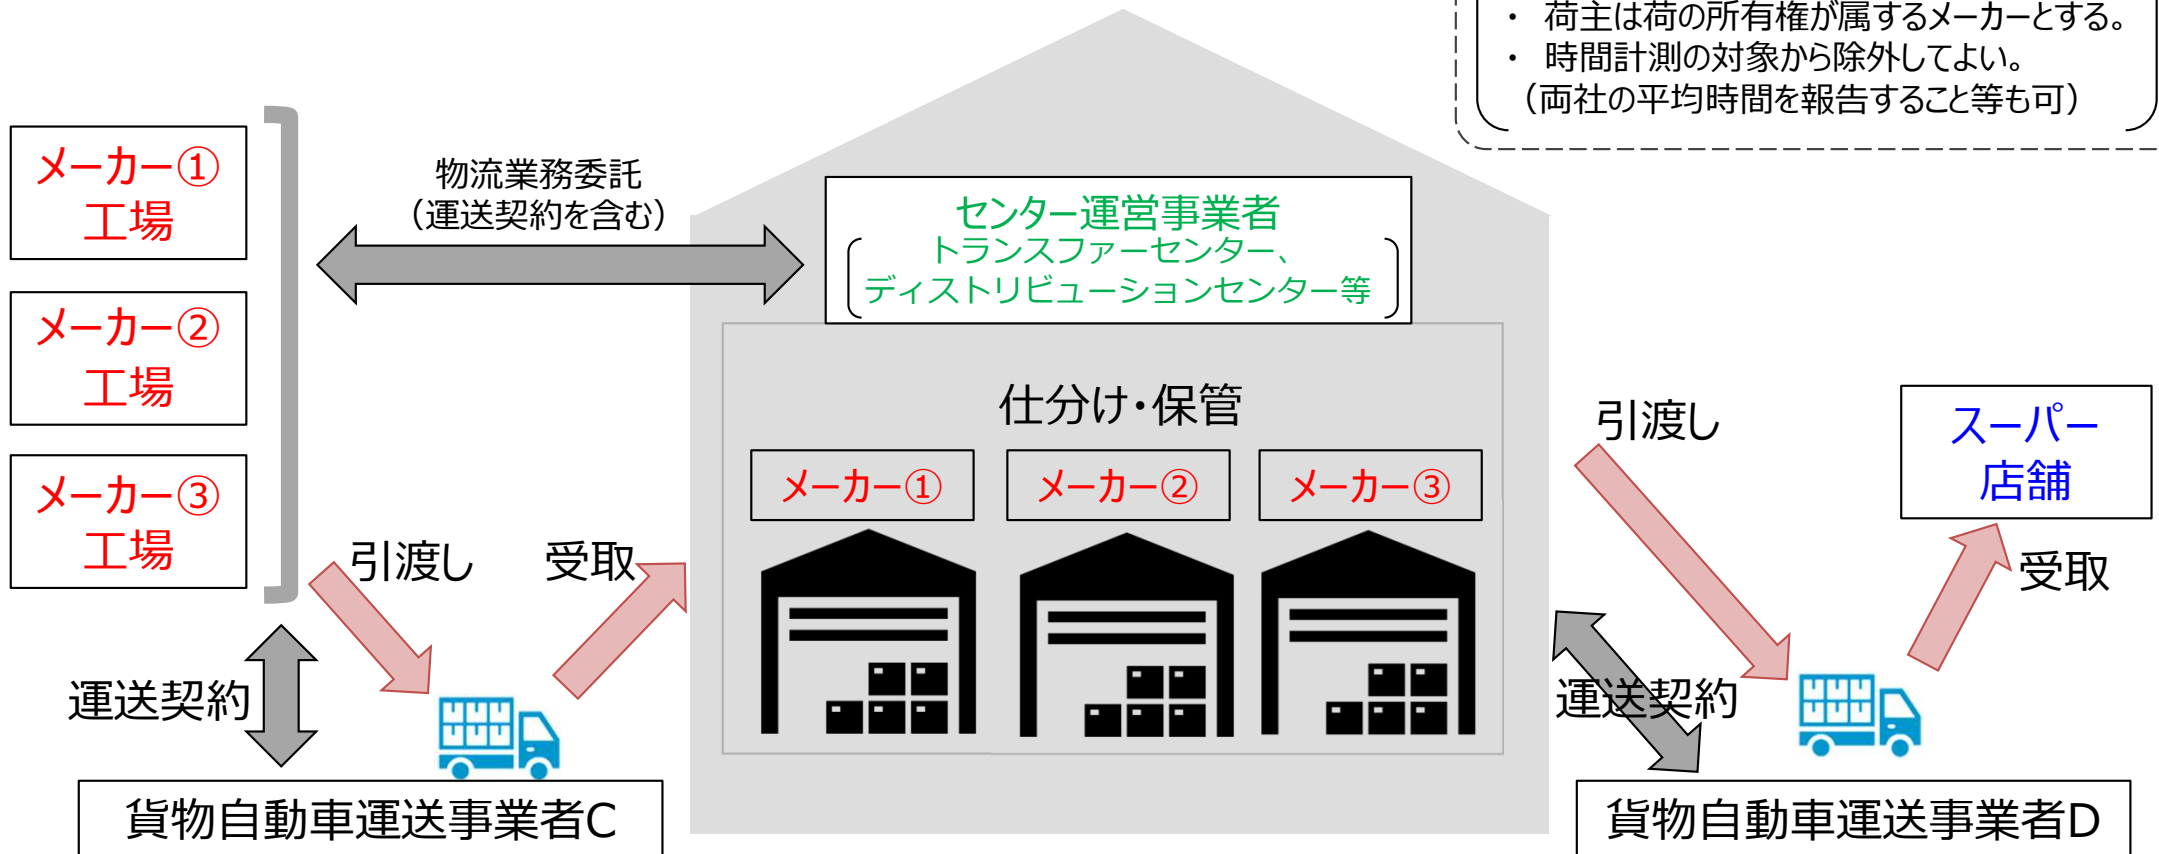 ・ 荷主は荷の所有権が属するメーカーとする。
・ 時間計測の対象から除外してよい。
（両社の平均時間を報告すること等も可）
メーカー①
工場
メーカー②
工場
メーカー③
工場
物流業務委託
（運送契約を含む）
センター運営事業者
トランスファーセンター、
ディストリビューションセンター等
仕分け・保管
メーカー①
メーカー②
メーカー③
引渡し
受取
運送契約
貨物自動車運送事業者C
引渡し
スーパー
店舗
受取
運送契約
貨物自動車運送事業者D